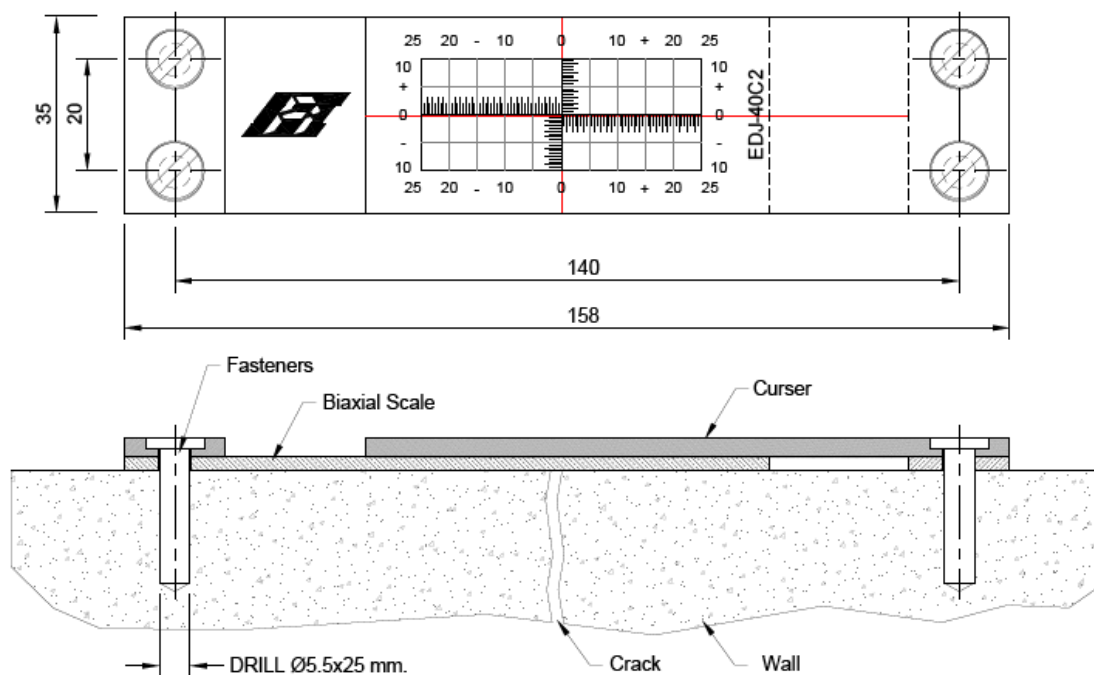 25 20 - 10 0 10 + 20 25
10 10
+ +
0 0
- -
10 10
25 20 - 10 0 10 + 20 25
EDJ-40C2
35
20
140
158
Fasteners
Biaxial Scale
Curser
DRILL Ø5.5x25 mm.
Crack
Wall